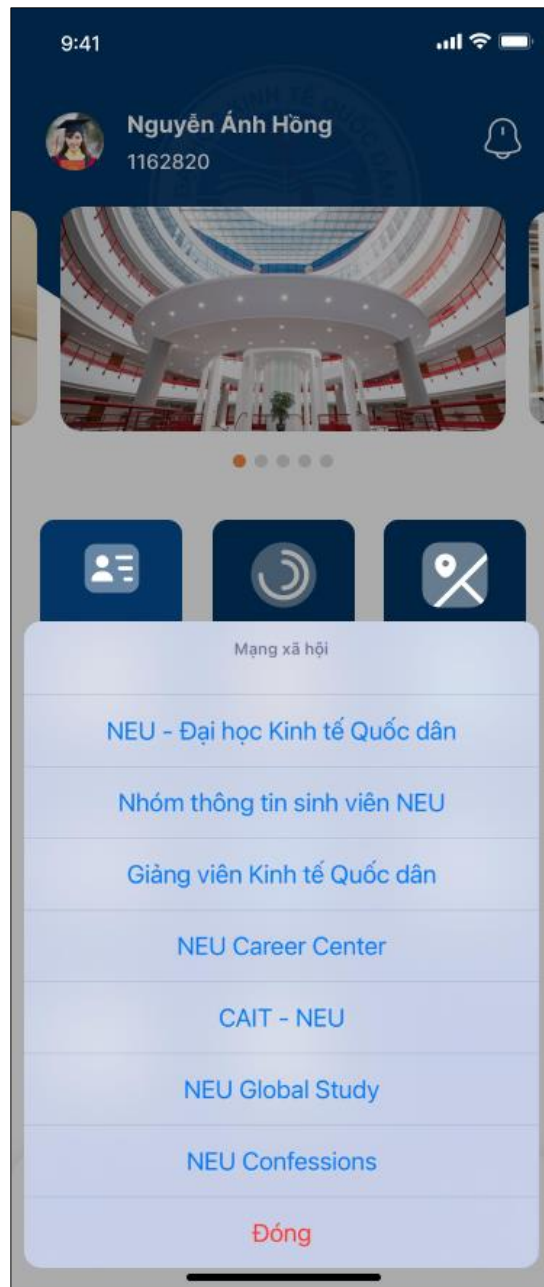 9:41
Nguyễn Ánh Hồng
1162820
Mạng xã hội
NEU - Đại học Kinh tế Quốc dân
Nhóm thông tin sinh viên NEU
Giảng viên Kinh tế Quốc dân
NEU Career Center
CAIT - NEU
NEU Global Study
NEU Confessions
Đóng